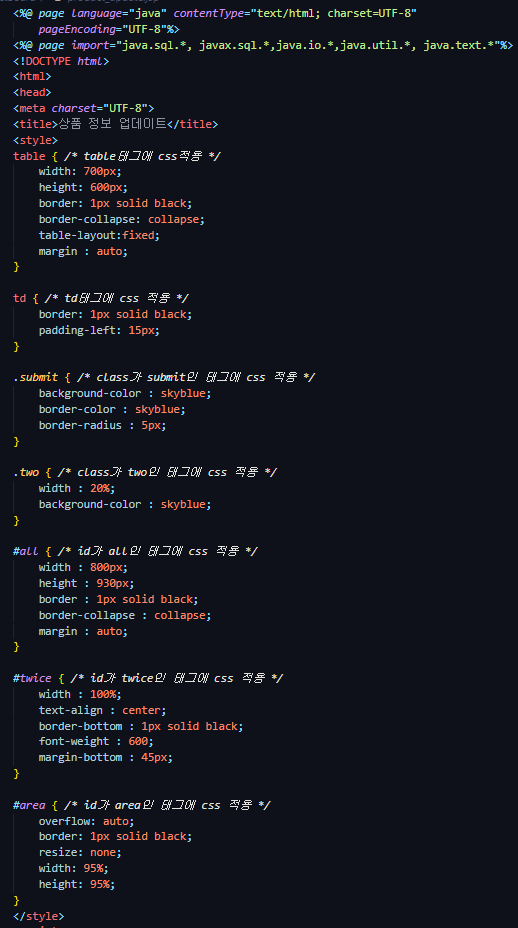 <%@ page language="java" contentType="text/html; charset=UTF-8"
    pageEncoding="UTF-8"%>
<%@ page import="java.sql.*, javax.sql.*,java.io.*,java.util.*, java.text.*"%>
<!DOCTYPE html>
<html>
<head>
<meta charset="UTF-8">
<title>상품 정보 업데이트</title>
<style>
table { /* table태그에 css적용 */
    width: 700px;
    height: 600px;
    border: 1px solid black;
    border-collapse: collapse;
    table-layout:fixed;
    margin : auto;
}
td { /* td태그에 css 적용 */
    border: 1px solid black;
    padding-left: 15px;
}
.submit { /* class가 submit인 태그에 css 적용 */
    background-color : skyblue;
    border-color : skyblue;
    border-radius : 5px;
}
.two { /* class가 two인 태그에 css 적용 */
    width : 20%;
    background-color : skyblue;
}
#all { /* id가 all인 태그에 css 적용 */
    width : 800px;
    height : 930px;
    border : 1px solid black;
    border-collapse : collapse;
    margin : auto;
}
#twice { /* id가 twice인 태그에 css 적용 */
    width : 100%;
    text-align : center;
    border-bottom : 1px solid black;
    font-weight : 600;
    margin-bottom : 45px;
}
#area { /* id가 area인 태그에 css 적용 */
    overflow: auto;
    border: 1px solid black;
    resize: none;
    width: 95%;
    height: 95%;
}
</style>